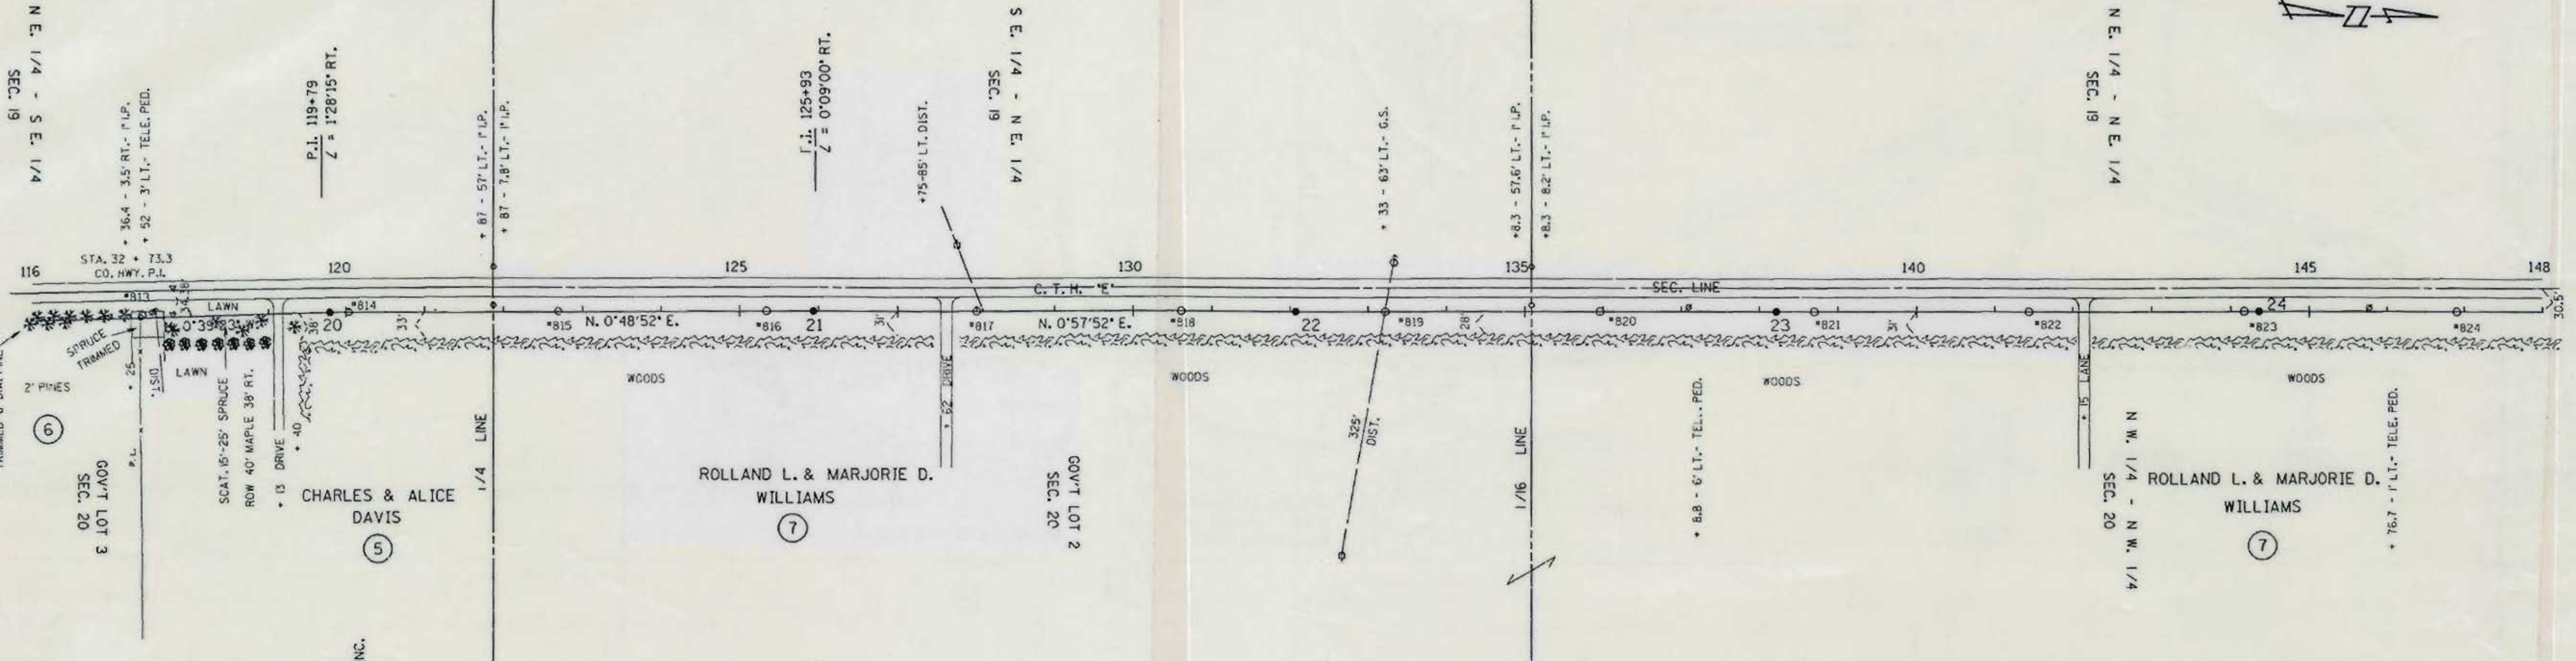 N E. 1/4 - S E. 1/4
SEC. 19
+ 36.4 - 3.5' RT.- 1" I.P.
+ 52 - 3' LT.- TELE. PED.
P.I. 119+79
∠ = 1°28'15" RT.
+ 87 - 57' LT.- 1" I.P.
+ 87 - 7.8' LT.- 1" I.P.
P.I. 125+93
∠ = 0°09'00" RT.
+75-85' LT. DIST.
S E. 1/4 - N E. 1/4
SEC. 19
+ 33 - 63' LT.- G.S.
+8.3 - 57.6' LT.- 1" I.P.
+8.3 - 8.2' LT.- 1" I.P.
N E. 1/4 - N E. 1/4
SEC. 19
STA. 32 + 73.3
CO. HWY. P.I.
116
120
125
130
135
140
145
148
C. T. H. "E"
SEC. LINE
LAWN
*813
*814
*815
*816
*817
*818
*819
*820
*821
*822
*823
*824
20
21
22
23
24
N. 0°48'52" E.
N. 0°57'52" E.
38'
33'
31'
28'
31'
30.5'
SPRUCE
TRIMMED
2' PINES
+ 25
DIST.
LAWN
P.L.
SCAT. 15'-25' SPRUCE
ROW 40' MAPLE 38' RT.
+ 13 DRIVE
+ 40
WOODS
WOODS
WOODS
WOODS
+ 62 DRIVE
+ 15 LANE
6
GOV'T LOT 3
SEC. 20
CHARLES & ALICE
DAVIS
5
1/4 LINE
ROLLAND L. & MARJORIE D.
WILLIAMS
7
GOV'T LOT 2
SEC. 20
325'
DIST.
1/16 LINE
+ 8.8 - 6' LT.- TEL. PED.
N W. 1/4 - N W. 1/4
SEC. 20
ROLLAND L. & MARJORIE D.
WILLIAMS
7
+ 76.7 - 1' LT.- TELE. PED.
INC.